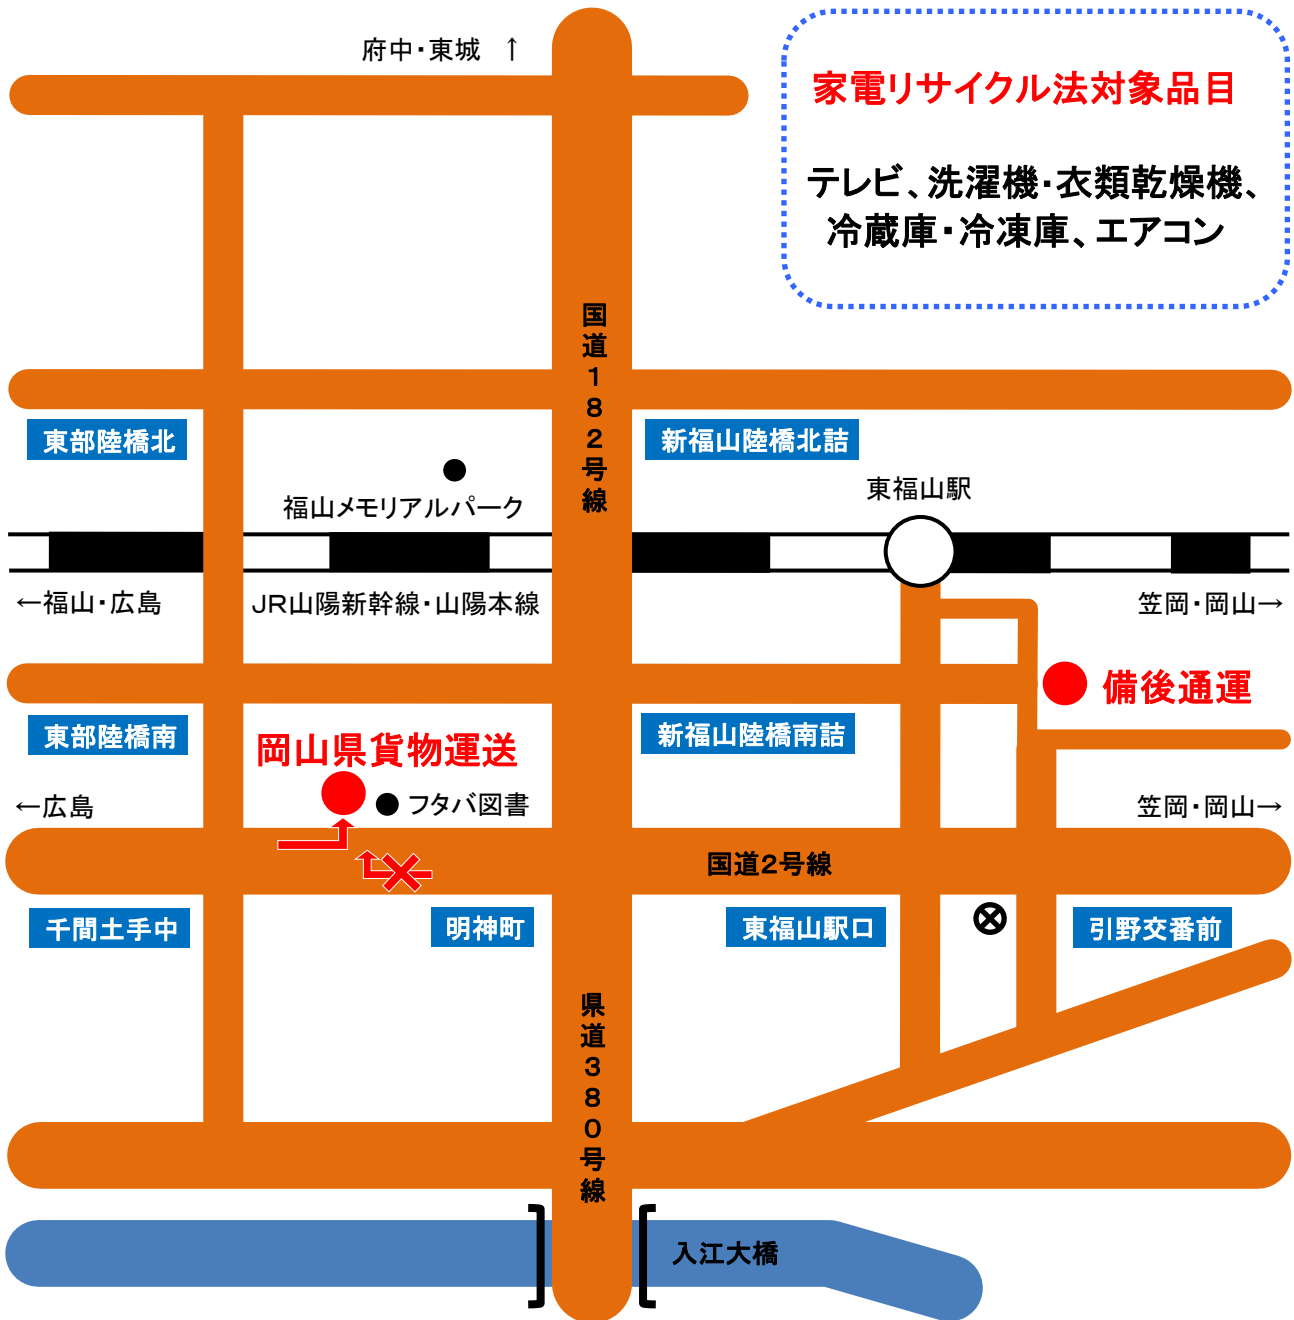 府中・東城 ↑
家電リサイクル法対象品目
テレビ、洗濯機・衣類乾燥機、
冷蔵庫・冷凍庫、エアコン
国道182号線
東部陸橋北
新福山陸橋北詰
福山メモリアルパーク
東福山駅
←福山・広島
JR山陽新幹線・山陽本線
笠岡・岡山→
備後通運
東部陸橋南
新福山陸橋南詰
岡山県貨物運送
←広島
フタバ図書
笠岡・岡山→
国道2号線
千間土手中
明神町
東福山駅口
引野交番前
県道380号線
入江大橋